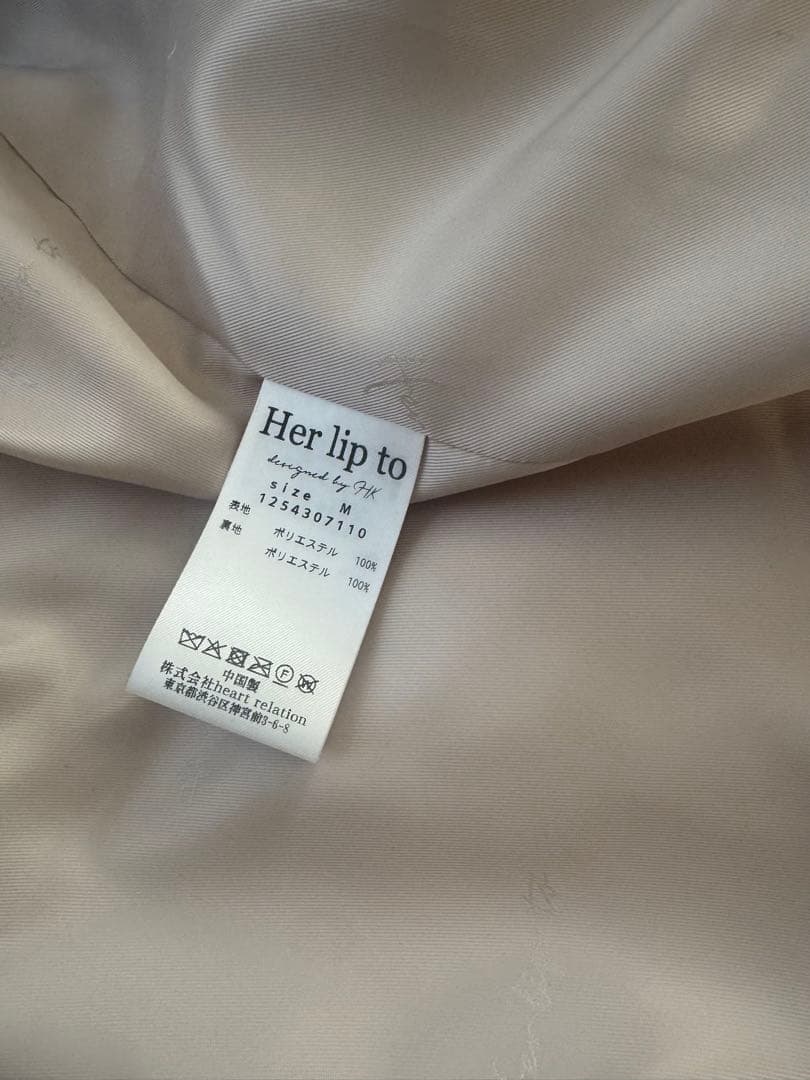 Her lip to
designed by HK
size M
1254307110
表地 ポリエステル 100%
裏地 ポリエステル 100%
F W
中国製
株式会社heart relation
東京都渋谷区神宮前3-6-8